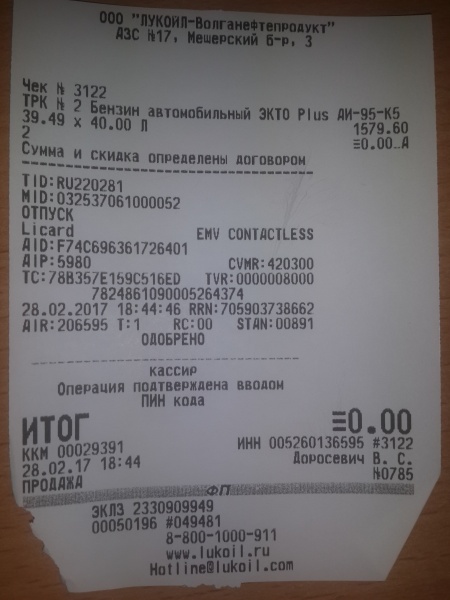 ООО "ЛУКОЙЛ-Волганефтепродукт"
АЗС №17, Мещерский б-р, 3
Чек № 3122
ТРК № 2 Бензин автомобильный ЭКТО Plus АИ-95-К5
39.49 x 40.00 Л 1579.60
2 ≡0.00_А
Сумма и скидка определены договором
TID:RU220281
MID:032537061000052
ОТПУСК
Licard EMV CONTACTLESS
AID:F74C696361726401
AIP:5980 CVMR:420300
TC:78B357E159C516ED TVR:0000008000
7824861090005264374
28.02.2017 18:44:46 RRN:705903738662
AIR:206595 T:1 RC:00 STAN:00891
ОДОБРЕНО
кассир
Операция подтверждена вводом
ПИН кода
ИТОГ ≡0.00
ККМ 00029391 ИНН 005260136595 #3122
28.02.17 18:44 Доросевич В. С.
ПРОДАЖА №0785
ФП
ЭКЛЗ 2330909949
00050196 #049481
8-800-1000-911
www.lukoil.ru
Hotline@lukoil.com